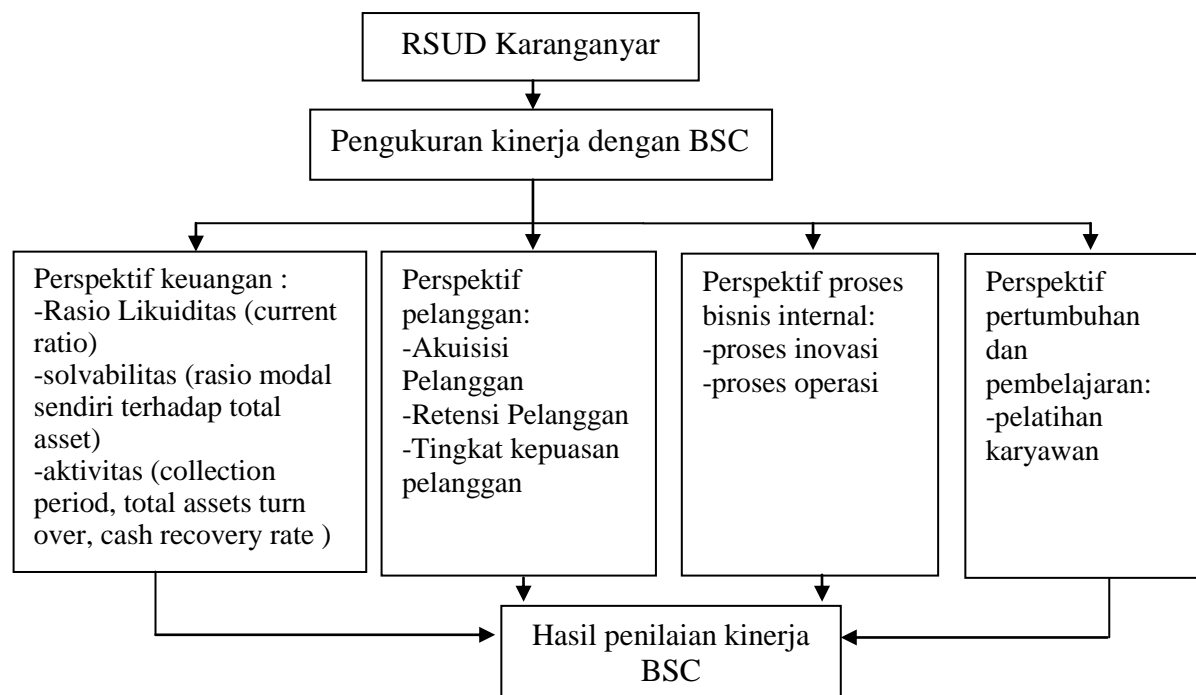 RSUD Karanganyar
Pengukuran kinerja dengan BSC
Perspektif keuangan :
-Rasio Likuiditas (current
ratio)
-solvabilitas (rasio modal
sendiri terhadap total
asset)
-aktivitas (collection
period, total assets turn
over, cash recovery rate )
Perspektif
pelanggan:
-Akuisisi
Pelanggan
-Retensi Pelanggan
-Tingkat kepuasan
pelanggan
Perspektif proses
bisnis internal:
-proses inovasi
-proses operasi
Perspektif
pertumbuhan
dan
pembelajaran:
-pelatihan
karyawan
Hasil penilaian kinerja
BSC